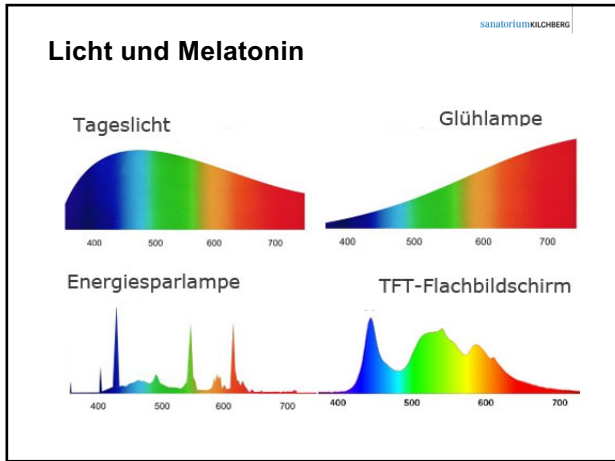 sanatoriumKILCHBERG
Licht und Melatonin
Tageslicht
Glühlampe
400 500 600 700
400 500 600 700
Energiesparlampe
TFT-Flachbildschirm
400 500 600 700
400 500 600 700